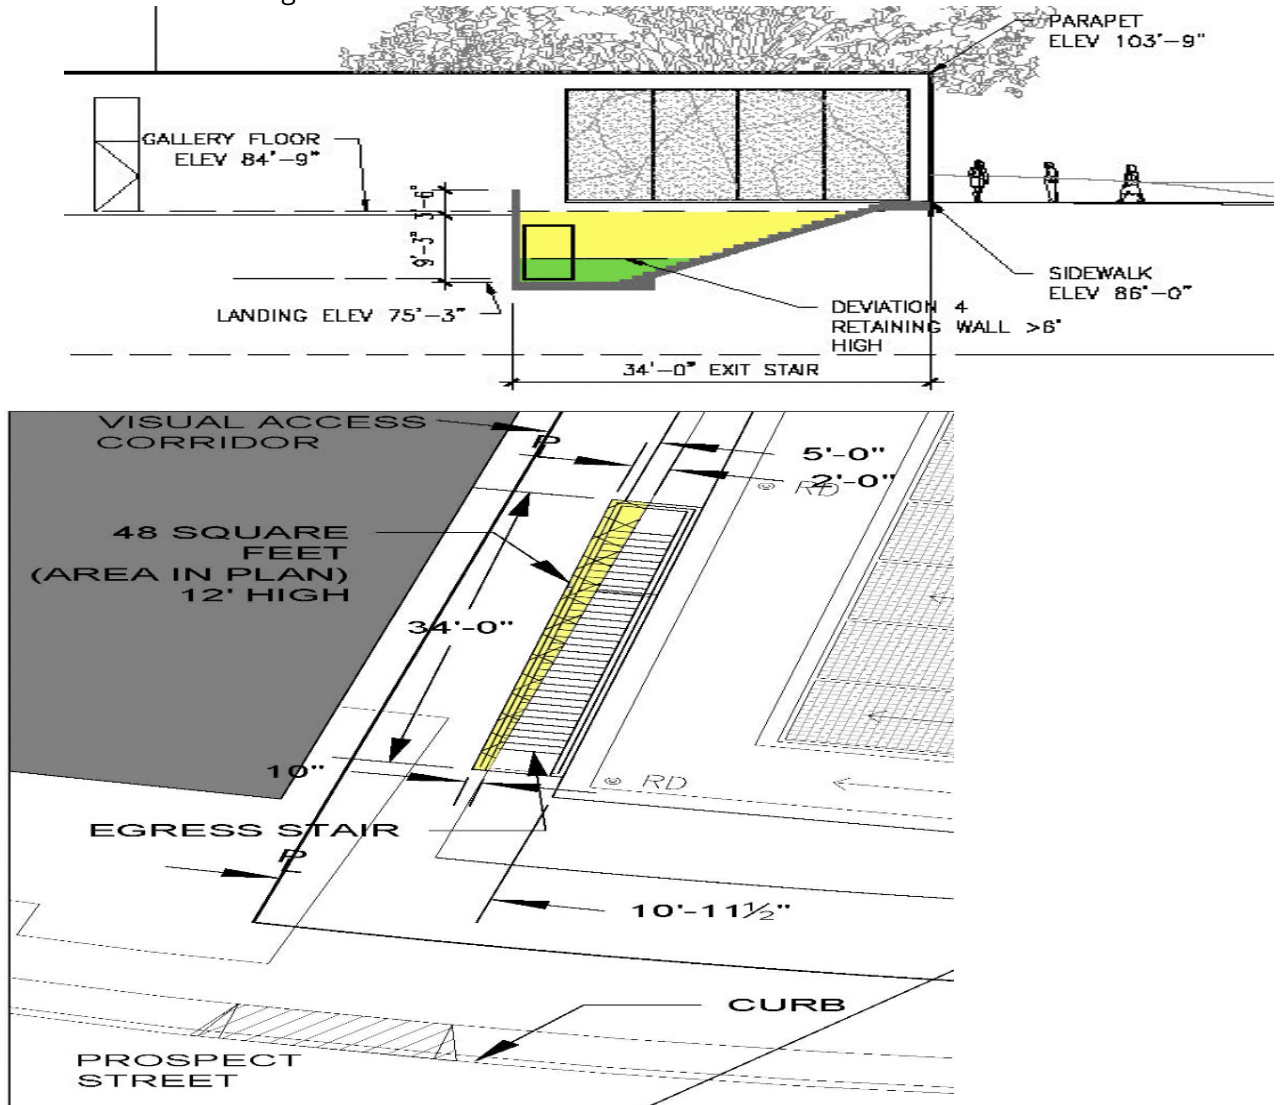 PARAPET
ELEV 103'-9"
GALLERY FLOOR
ELEV 84'-9"
3'-6"
9'-3"
LANDING ELEV 75'-3"
SIDEWALK
ELEV 86'-0"
DEVIATION 4
RETAINING WALL >6'
HIGH
34'-0" EXIT STAIR
VISUAL ACCESS
CORRIDOR
P
5'-0"
2'-0"
RD
48 SQUARE
FEET
(AREA IN PLAN)
12' HIGH
34'-0"
10"
RD
EGRESS STAIR
P
10'-11½"
CURB
PROSPECT
STREET